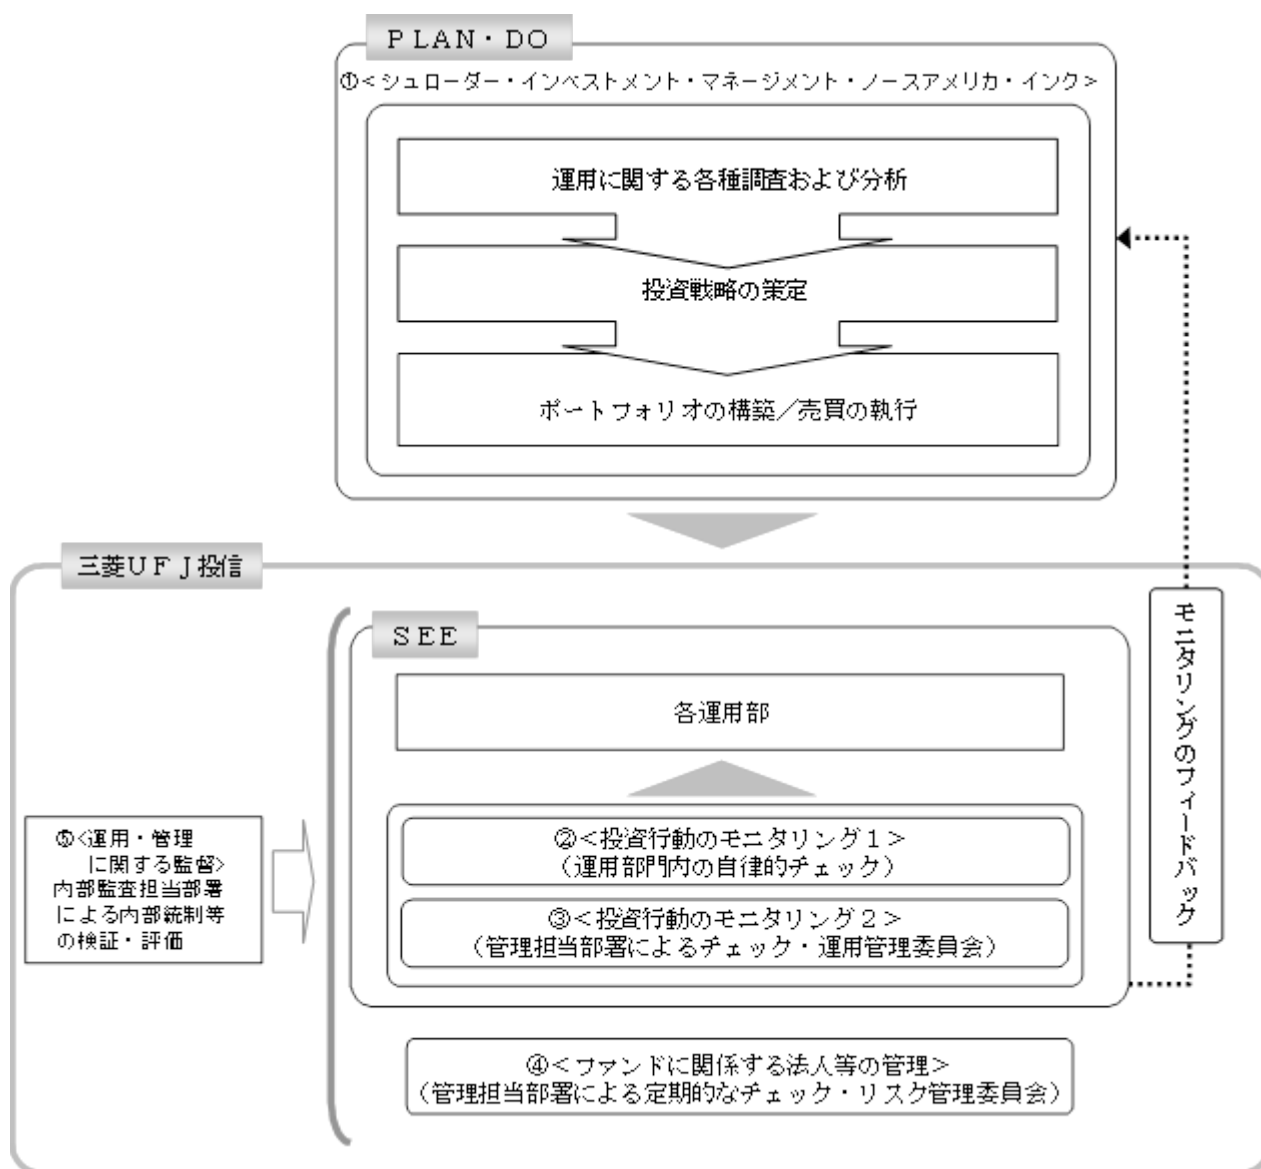 ＰＬＡＮ・ＤＯ
①＜シュローダー・インベストメント・マネージメント・ノースアメリカ・インク＞
運用に関する各種調査および分析
投資戦略の策定
ポートフォリオの構築／売買の執行
三菱ＵＦＪ投信
ＳＥＥ
各運用部
②＜投資行動のモニタリング１＞
（運用部門内の自律的チェック）
③＜投資行動のモニタリング２＞
（管理担当部署によるチェック・運用管理委員会）
④＜ファンドに関係する法人等の管理＞
（管理担当部署による定期的なチェック・リスク管理委員会）
⑤＜運用・管理
に関する監督＞
内部監査担当部署
による内部統制等
の検証・評価
モニタリングのフィードバック